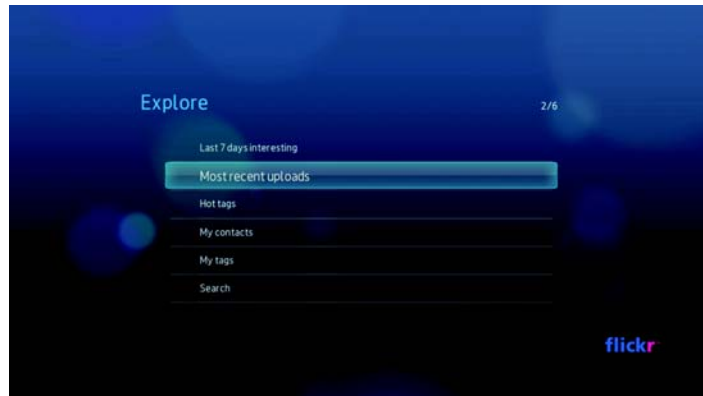 Explore
2/6
Last 7 days interesting
Most recent uploads
Hot tags
My contacts
My tags
Search
flickr